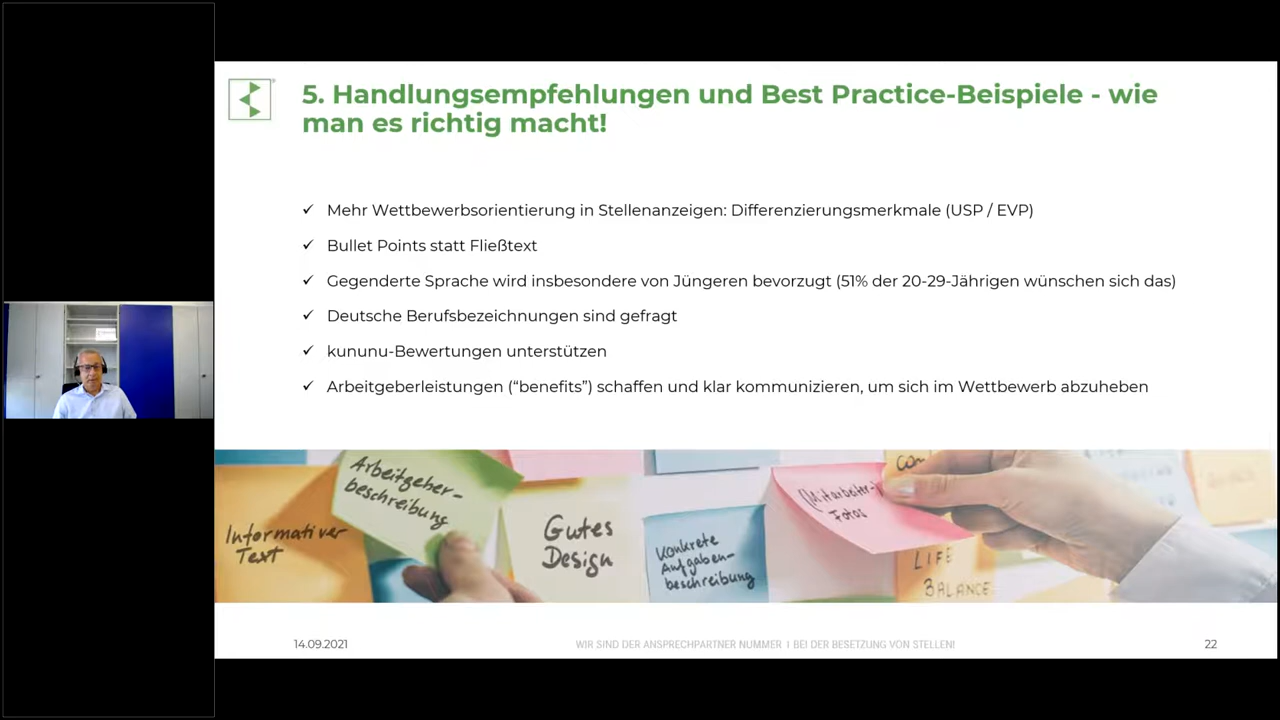 5. Handlungsempfehlungen und Best Practice-Beispiele - wie
man es richtig macht!
✓ Mehr Wettbewerbsorientierung in Stellenanzeigen: Differenzierungsmerkmale (USP / EVP)
✓ Bullet Points statt Fließtext
✓ Gegenderte Sprache wird insbesondere von Jüngeren bevorzugt (51% der 20-29-Jährigen wünschen sich das)
✓ Deutsche Berufsbezeichnungen sind gefragt
✓ kununu-Bewertungen unterstützen
✓ Arbeitgeberleistungen (“benefits”) schaffen und klar kommunizieren, um sich im Wettbewerb abzuheben
Informativer
Text
Arbeitgeber-
beschreibung
Gutes
Design
Konkrete
Aufgaben-
beschreibung
(Mitarbeiter-)
Fotos
LIFE
BALANCE
14.09.2021
WIR SIND DER ANSPRECHPARTNER NUMMER 1 BEI DER BESETZUNG VON STELLEN!
22